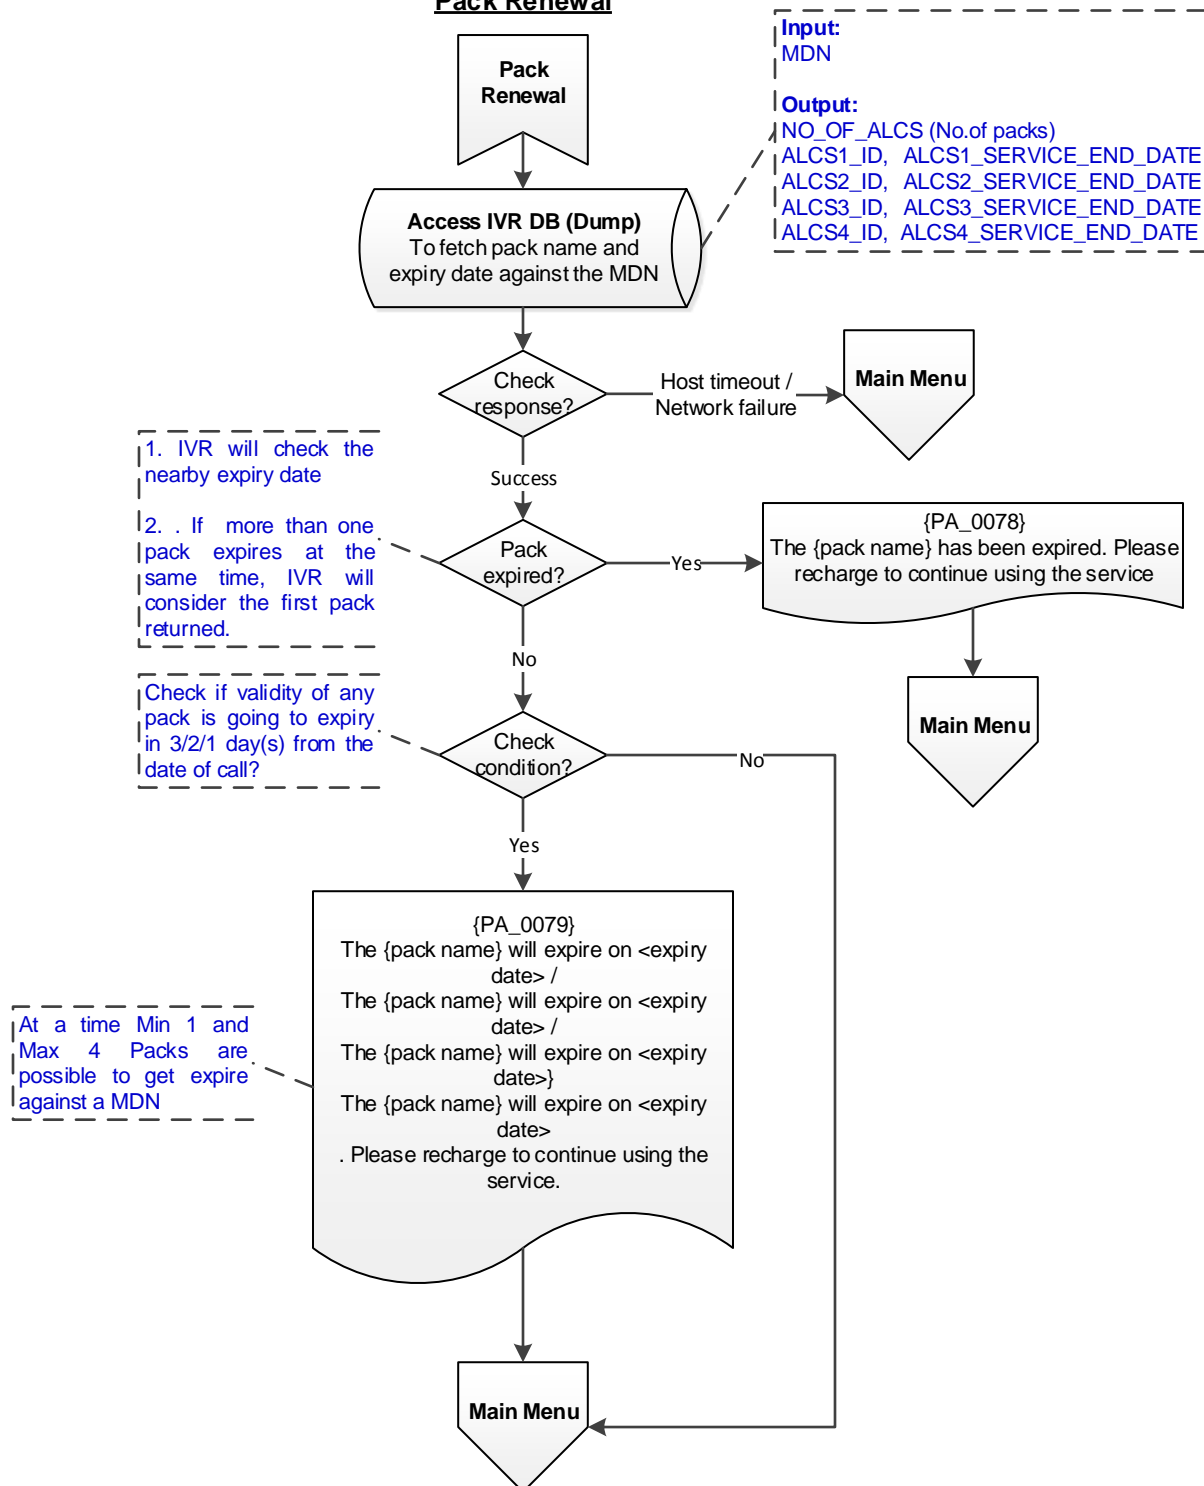 Pack Renewal
Pack
Renewal
Input:
MDN
Output:
NO_OF_ALCS (No.of packs)
ALCS1_ID, ALCS1_SERVICE_END_DATE
ALCS2_ID, ALCS2_SERVICE_END_DATE
ALCS3_ID, ALCS3_SERVICE_END_DATE
ALCS4_ID, ALCS4_SERVICE_END_DATE
Access IVR DB (Dump)
To fetch pack name and
expiry date against the MDN
Check
response?
Host timeout /
Network failure
Main Menu
Success
1. IVR will check the
nearby expiry date
2. . If more than one
pack expires at the
same time, IVR will
consider the first pack
returned.
Pack
expired?
Yes
{PA_0078}
The {pack name} has been expired. Please
recharge to continue using the service
Main Menu
No
Check if validity of any
pack is going to expiry
in 3/2/1 day(s) from the
date of call?
Check
condition?
No
Yes
{PA_0079}
The {pack name} will expire on <expiry
date> /
The {pack name} will expire on <expiry
date> /
The {pack name} will expire on <expiry
date>}
The {pack name} will expire on <expiry
date>
. Please recharge to continue using the
service.
At a time Min 1 and
Max 4 Packs are
possible to get expire
against a MDN
Main Menu